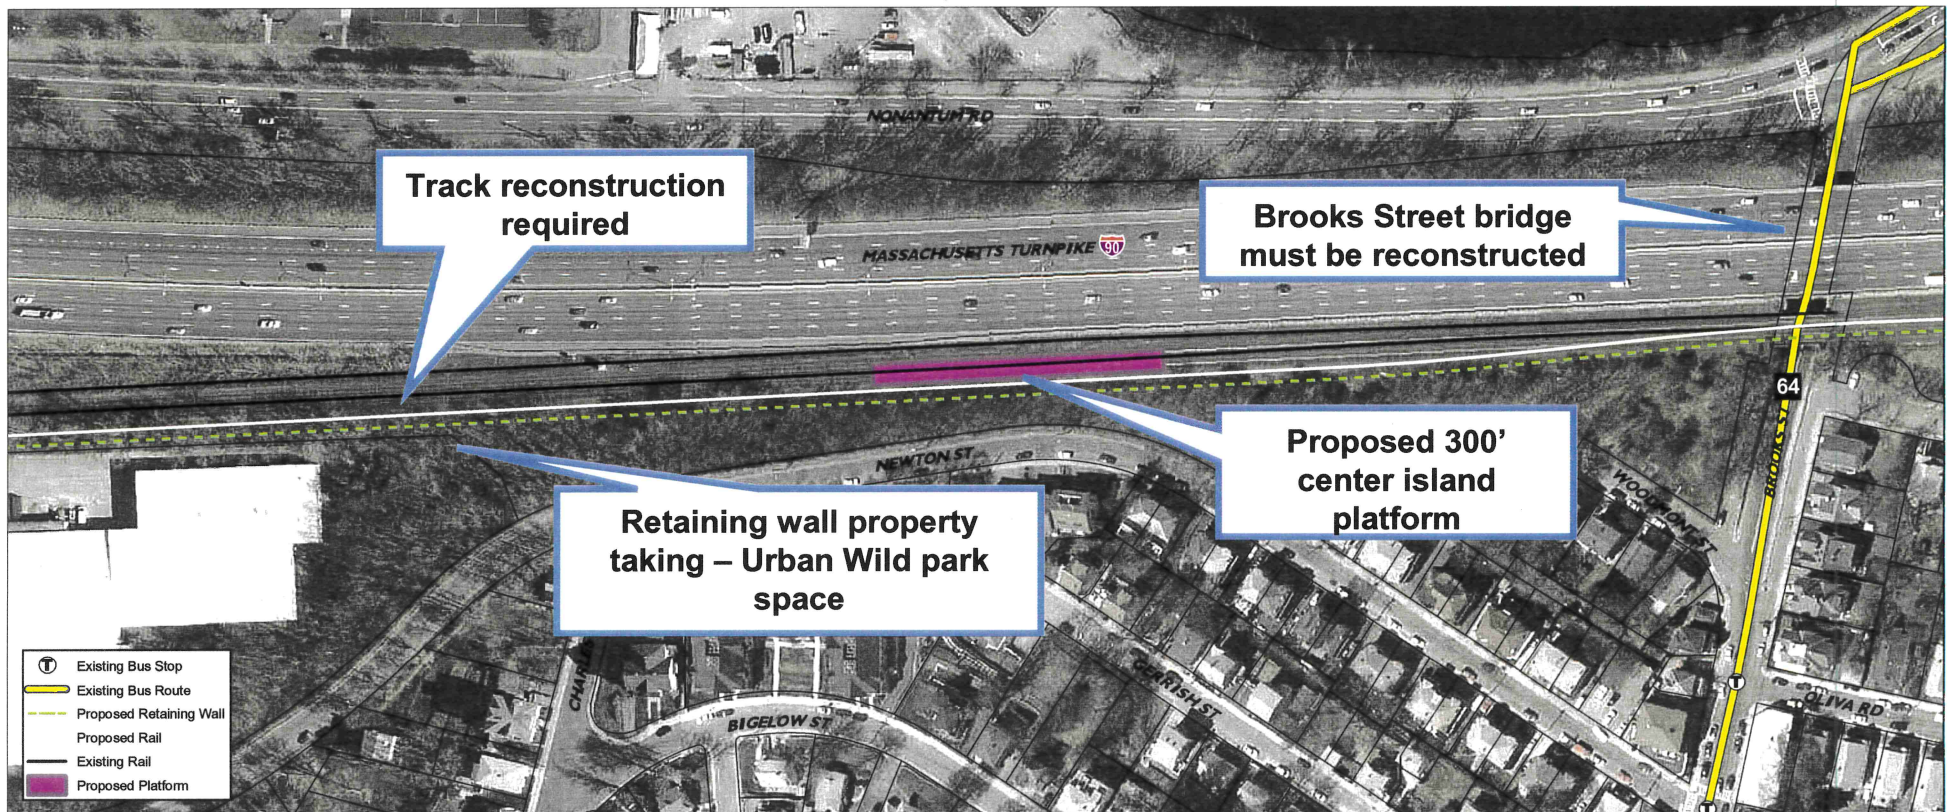 NONANTUM RD
Track reconstruction
required
MASSACHUSETTS TURNPIKE
90
Brooks Street bridge
must be reconstructed
64
BROOKS ST
Proposed 300’
center island
platform
NEWTON ST
WOODMONT ST
Retaining wall property
taking – Urban Wild park
space
CHARLES
GERRISH ST
BIGELOW ST
OLIVA RD
T
T
T Existing Bus Stop
Existing Bus Route
Proposed Retaining Wall
Proposed Rail
Existing Rail
Proposed Platform